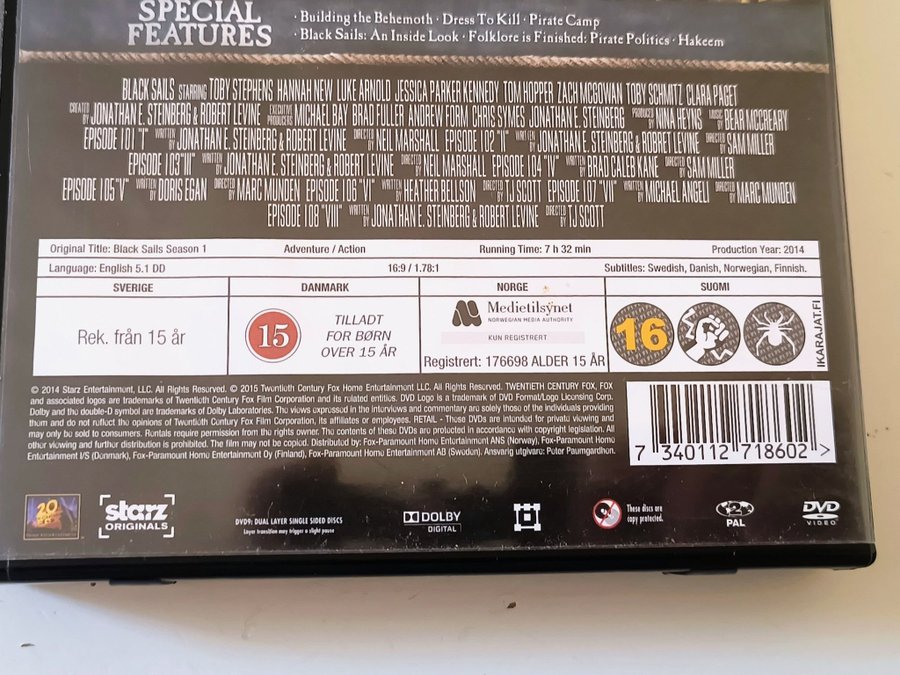 SPECIAL FEATURES
· Building the Behemoth · Dress To Kill · Pirate Camp
· Black Sails: An Inside Look · Folklore is Finished: Pirate Politics · Hakeem
BLACK SAILS STARRING TOBY STEPHENS HANNAH NEW LUKE ARNOLD JESSICA PARKER KENNEDY TOM HOPPER ZACH MCGOWAN TOBY SCHMITZ CLARA PAGET
CREATED BY JONATHAN E. STEINBERG & ROBERT LEVINE EXECUTIVE PRODUCERS MICHAEL BAY BRAD FULLER ANDREW FORM CHRIS SYMES JONATHAN E. STEINBERG PRODUCED BY NINA HEYNS MUSIC BY BEAR MCCREARY
EPISODE 101 "I" WRITTEN BY JONATHAN E. STEINBERG & ROBERT LEVINE DIRECTED BY NEIL MARSHALL EPISODE 102 "II" WRITTEN BY JONATHAN E. STEINBERG & ROBRET LEVINE DIRECTED BY SAM MILLER
EPISODE 103 "III" WRITTEN BY JONATHAN E. STEINBERG & ROBERT LEVINE DIRECTED BY NEIL MARSHALL EPISODE 104 "IV" WRITTEN BY BRAD CALEB KANE DIRECTED BY SAM MILLER
EPISODE 105 "V" WRITTEN BY DORIS EGAN DIRECTED BY MARC MUNDEN EPISODE 106 "VI" WRITTEN BY HEATHER BELLSON DIRECTED BY TJ SCOTT EPISODE 107 "VII" WRITTEN BY MICHAEL ANGELI DIRECTED BY MARC MUNDEN
EPISODE 108 "VIII" WRITTEN BY JONATHAN E. STEINBERG & ROBERT LEVINE DIRECTED BY TJ SCOTT
Original Title: Black Sails Season 1 Adventure / Action Running Time: 7 h 32 min Production Year: 2014
Language: English 5.1 DD 16:9 / 1.78:1 Subtitles: Swedish, Danish, Norwegian, Finnish.
SVERIGE DANMARK NORGE SUOMI
Rek. från 15 år
15
TILLADT
FOR BØRN
OVER 15 ÅR
Medietilsynet
NORWEGIAN MEDIA AUTHORITY
KUN REGISTRERT
Registrert: 176698 ALDER 15 ÅR
16
IKARAJAT.FI
© 2014 Starz Entertainment, LLC. All Rights Reserved. © 2015 Twentieth Century Fox Home Entertainment LLC. All Rights Reserved. TWENTIETH CENTURY FOX, FOX
and associated logos are trademarks of Twentieth Century Fox Film Corporation and its related entities. DVD Logo is a trademark of DVD Format/Logo Licensing Corp.
Dolby and the double-D symbol are trademarks of Dolby Laboratories. The views expressed in the interviews and commentary are solely those of the individuals providing
them and do not reflect the opinions of Twentieth Century Fox Film Corporation, its affiliates or employees. RETAIL - These DVDs are intended for private viewing and
may only be sold to consumers. Rentals require permission from the rights owner. The contents of these DVDs are protected in accordance with copyright legislation. All
other viewing and further distribution is prohibited. The film may not be copied. Distributed by: Fox-Paramount Home Entertainment ANS (Norway), Fox-Paramount Home
Entertainment I/S (Denmark), Fox-Paramount Home Entertainment Oy (Finland), Fox-Paramount Home Entertainment AB (Sweden). Ansvarig utgivare: Peter Paumgardhen.
7 340112 718602 >
20
FOX
starz
ORIGINALS
DVD9: DUAL LAYER SINGLE SIDED DISCS
Layer transition may trigger a slight pause
DOLBY
DIGITAL
These discs are
copy protected.
2
PAL
DVD
VIDEO